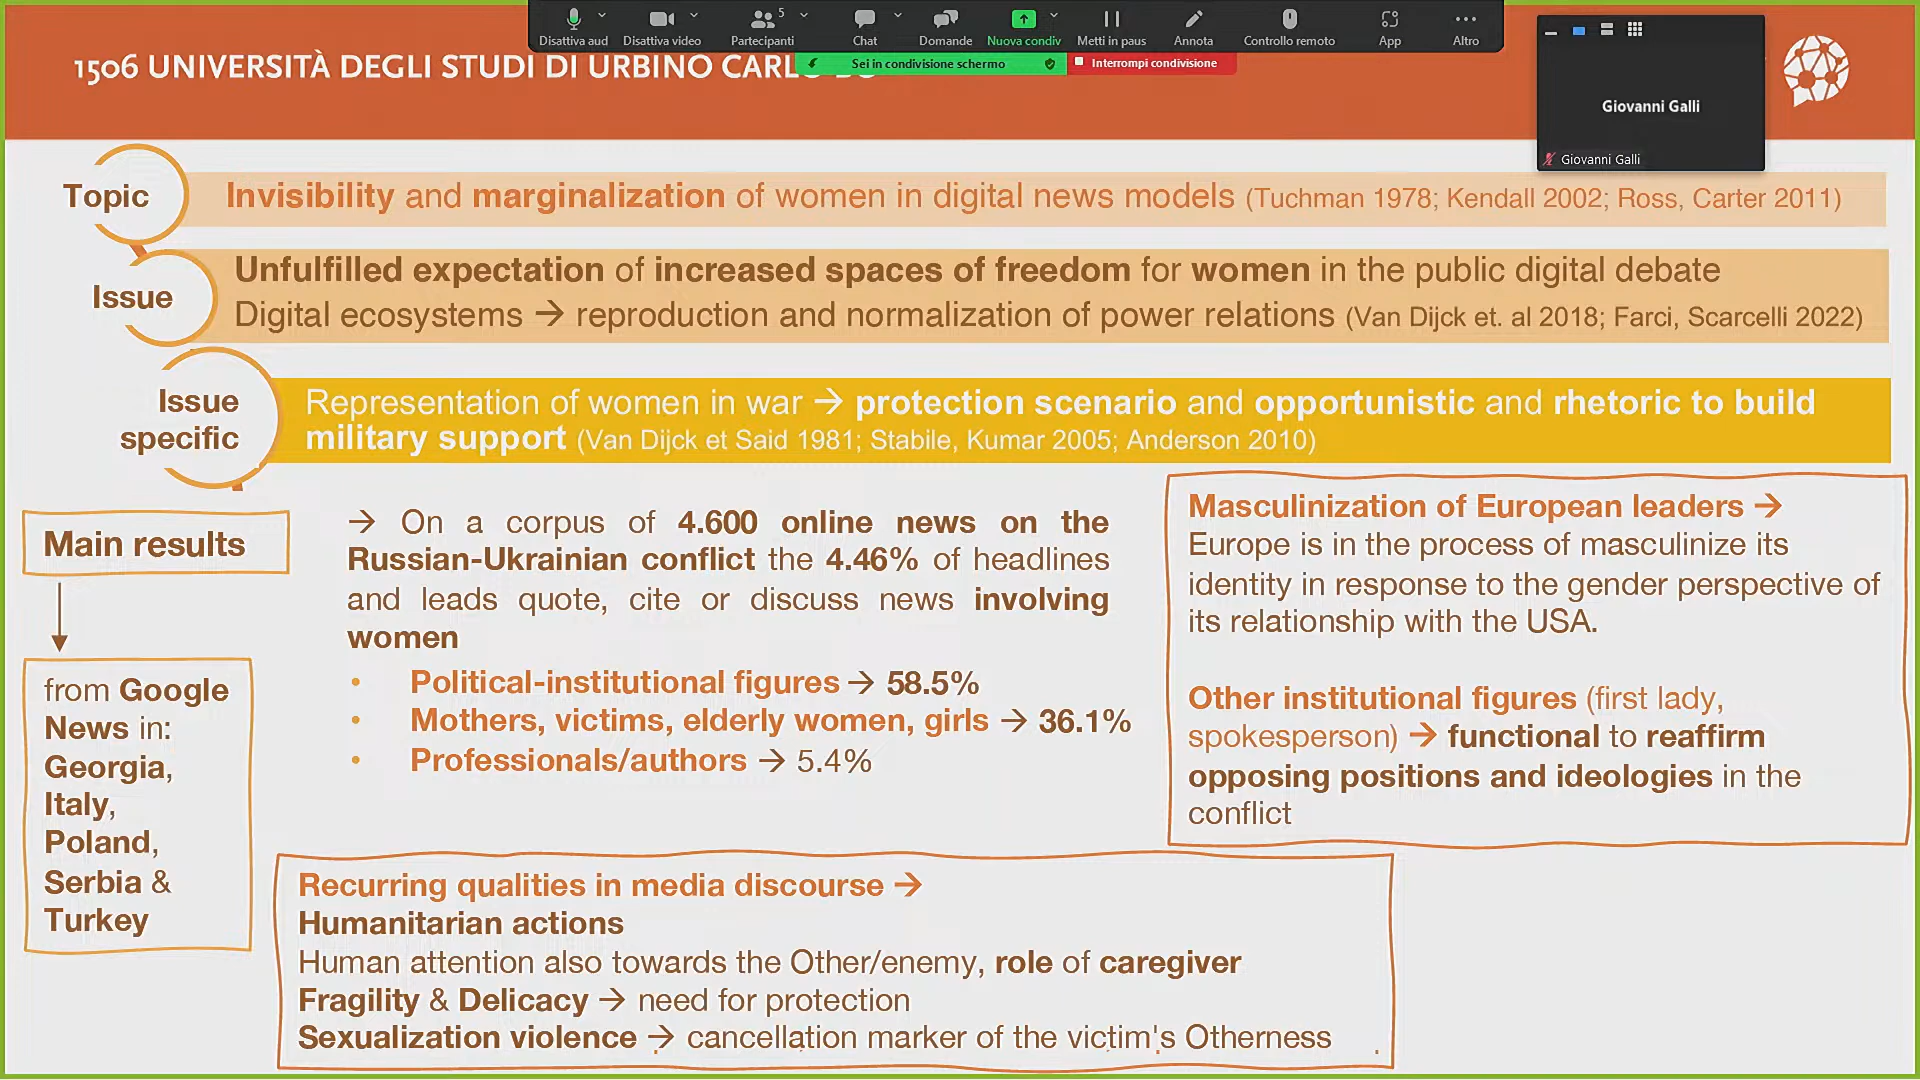 Disattiva aud
Disattiva video
5
Partecipanti
Chat
Domande
Nuova condiv
Metti in paus
Annota
Controllo remoto
App
Altro
Sei in condivisione schermo
Interrompi condivisione
Giovanni Galli
Giovanni Galli
1506 UNIVERSITÀ DEGLI STUDI DI URBINO
Topic
Invisibility and marginalization of women in digital news models (Tuchman 1978; Kendall 2002; Ross, Carter 2011)
Issue
Unfulfilled expectation of increased spaces of freedom for women in the public digital debate
Digital ecosystems → reproduction and normalization of power relations (Van Dijck et. al 2018; Farci, Scarcelli 2022)
Issue
specific
Representation of women in war → protection scenario and opportunistic and rhetoric to build
military support (Van Dijck et Said 1981; Stabile, Kumar 2005; Anderson 2010)
Main results
from Google
News in:
Georgia,
Italy,
Poland,
Serbia &
Turkey
→ On a corpus of 4.600 online news on the
Russian-Ukrainian conflict the 4.46% of headlines
and leads quote, cite or discuss news involving
women
• Political-institutional figures → 58.5%
• Mothers, victims, elderly women, girls → 36.1%
• Professionals/authors → 5.4%
Masculinization of European leaders →
Europe is in the process of masculinize its
identity in response to the gender perspective of
its relationship with the USA.
Other institutional figures (first lady,
spokesperson) → functional to reaffirm
opposing positions and ideologies in the
conflict
Recurring qualities in media discourse →
Humanitarian actions
Human attention also towards the Other/enemy, role of caregiver
Fragility & Delicacy → need for protection
Sexualization violence → cancellation marker of the victim's Otherness